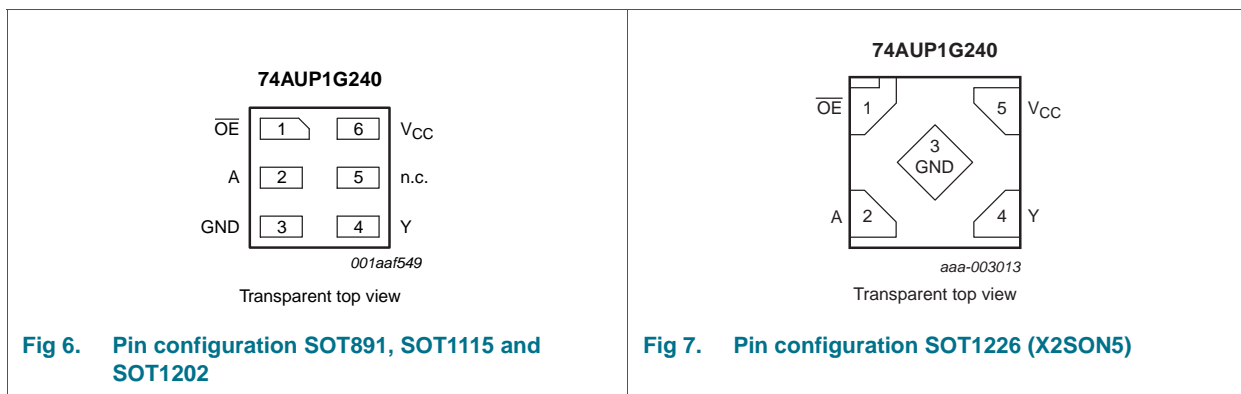 74AUP1G240
OE 1 6 VCC
A 2 5 n.c.
GND 3 4 Y
001aaf549
Transparent top view
Fig 6. Pin configuration SOT891, SOT1115 and
SOT1202
74AUP1G240
OE 1 5 VCC
3
GND
A 2 4 Y
aaa-003013
Transparent top view
Fig 7. Pin configuration SOT1226 (X2SON5)